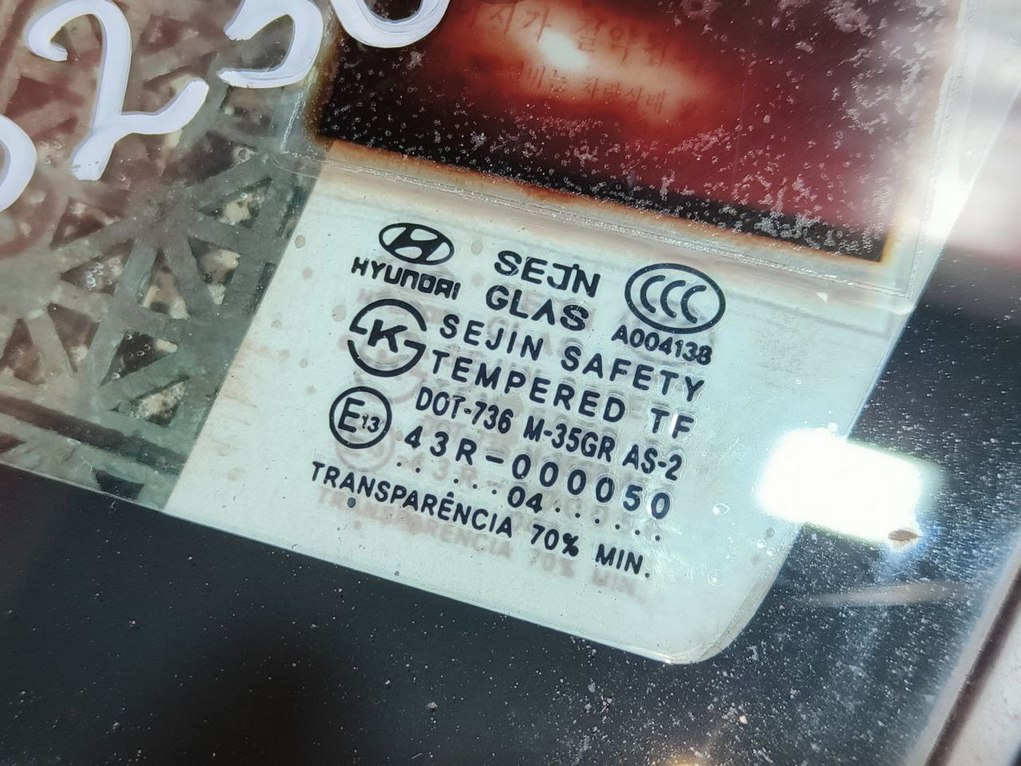 HYUNDAI
SEJIN
GLAS
CCC
A004138
K
SEJIN SAFETY
TEMPERED TF
DOT-736 M-35GR AS-2
E13
43R-000050
. . . . . 04 . . . . . . . .
TRANSPARÊNCIA 70% MIN.